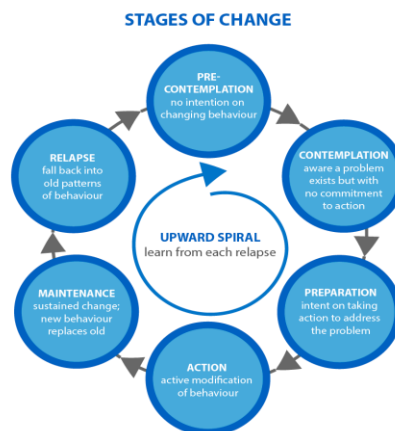 STAGES OF CHANGE
PRE-
CONTEMPLATION
no intention on
changing behaviour
CONTEMPLATION
aware a problem
exists but with
no commitment
to action
PREPARATION
intent on taking
action to address
the problem
ACTION
active modification
of behaviour
MAINTENANCE
sustained change;
new behaviour
replaces old
RELAPSE
fall back into
old patterns
of behaviour
UPWARD SPIRAL
learn from each relapse